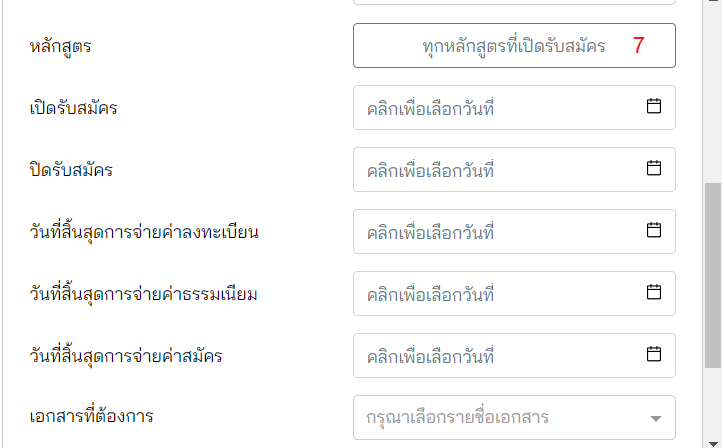 หลักสูตร ทุกหลักสูตรที่เปิดรับสมัคร 7
เปิดรับสมัคร คลิกเพื่อเลือกวันที่
ปิดรับสมัคร คลิกเพื่อเลือกวันที่
วันที่สิ้นสุดการจ่ายค่าลงทะเบียน คลิกเพื่อเลือกวันที่
วันที่สิ้นสุดการจ่ายค่าธรรมเนียม คลิกเพื่อเลือกวันที่
วันที่สิ้นสุดการจ่ายค่าสมัคร คลิกเพื่อเลือกวันที่
เอกสารที่ต้องการ กรุณาเลือกรายชื่อเอกสาร